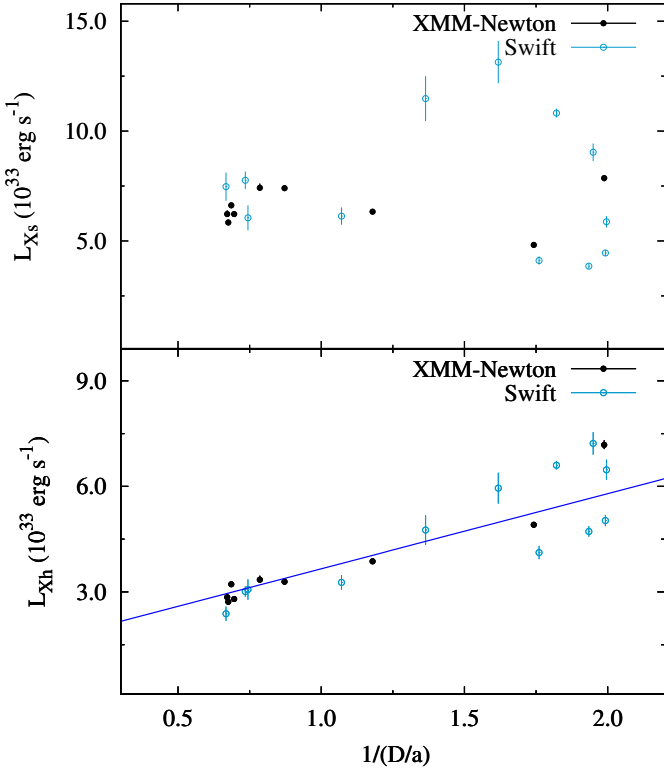 15.0
10.0
5.0
L_Xs (10^33 erg s^-1)
XMM-Newton
Swift
9.0
6.0
3.0
L_Xh (10^33 erg s^-1)
XMM-Newton
Swift
0.5 1.0 1.5 2.0
1/(D/a)